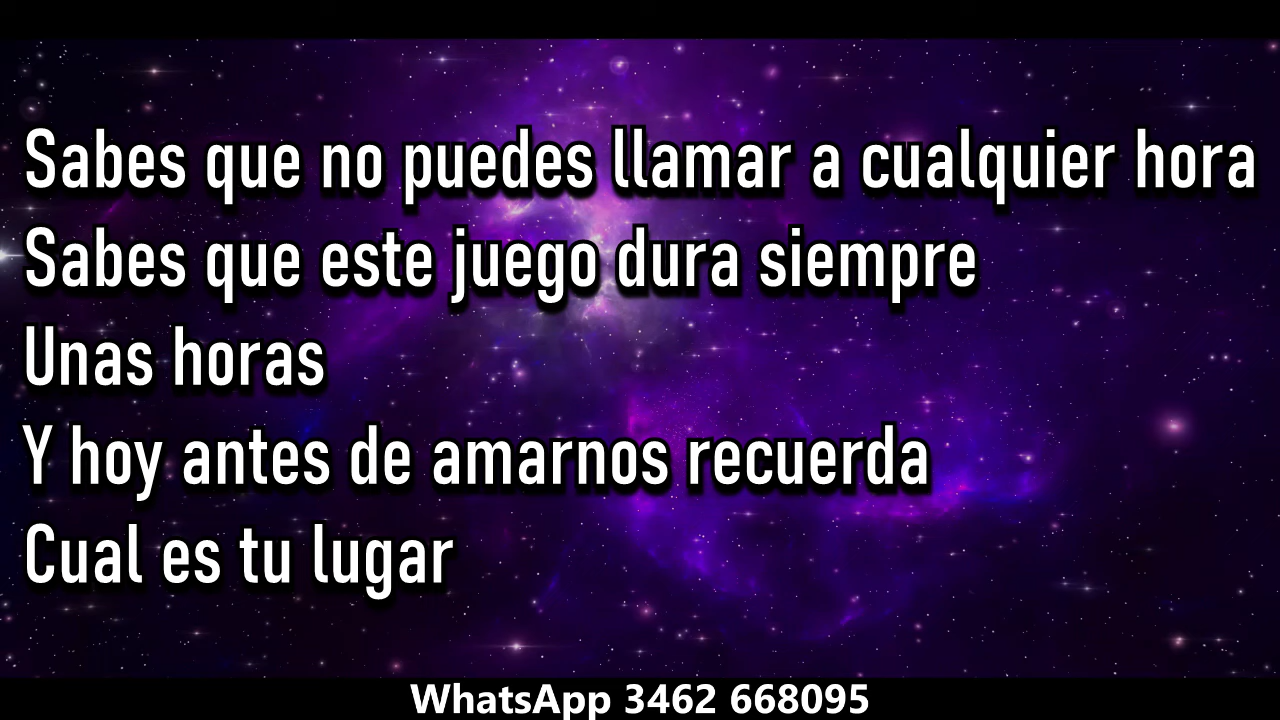 Sabes que no puedes llamar a cualquier hora
Sabes que este juego dura siempre
Unas horas
Y hoy antes de amarnos recuerda
Cual es tu lugar
WhatsApp 3462 668095